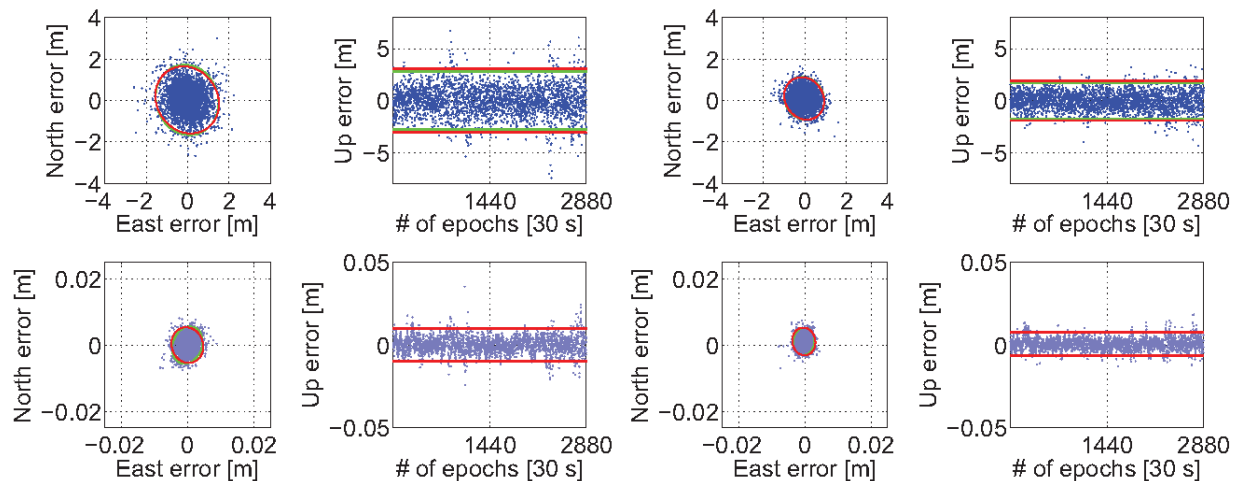 North error [m]
4
2
0
−2
−4
−4 −2 0 2 4
East error [m]
Up error [m]
5
0
−5
1440 2880
# of epochs [30 s]
North error [m]
4
2
0
−2
−4
−4 −2 0 2 4
East error [m]
Up error [m]
5
0
−5
1440 2880
# of epochs [30 s]
North error [m]
0.02
0
−0.02
−0.02 0 0.02
East error [m]
Up error [m]
0.05
0
−0.05
1440 2880
# of epochs [30 s]
North error [m]
0.02
0
−0.02
−0.02 0 0.02
East error [m]
Up error [m]
0.05
0
−0.05
1440 2880
# of epochs [30 s]